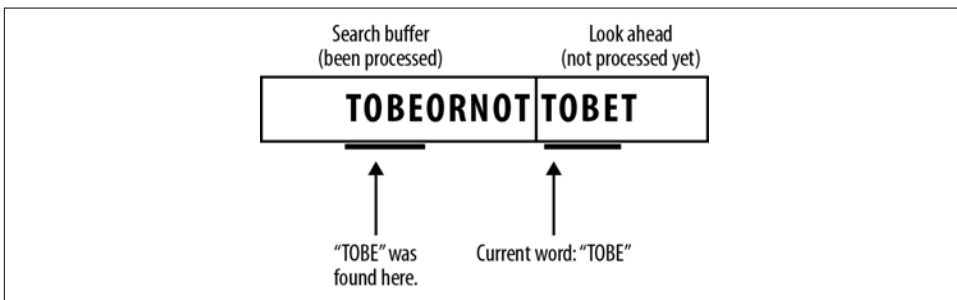 Search buffer
(been processed)
Look ahead
(not processed yet)
TOBEORNOT TOBET
"TOBE" was
found here.
Current word: "TOBE"